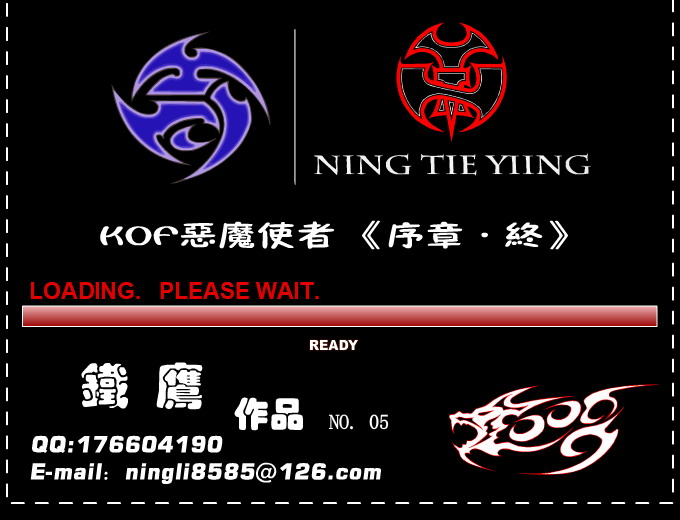 NING TIE YIING
KOF惡魔使者《序章·終》
LOADING. PLEASE WAIT.
READY
鐵 鷹
作品 NO. 05
QQ:176604190
E-mail: ningli8585@126.com